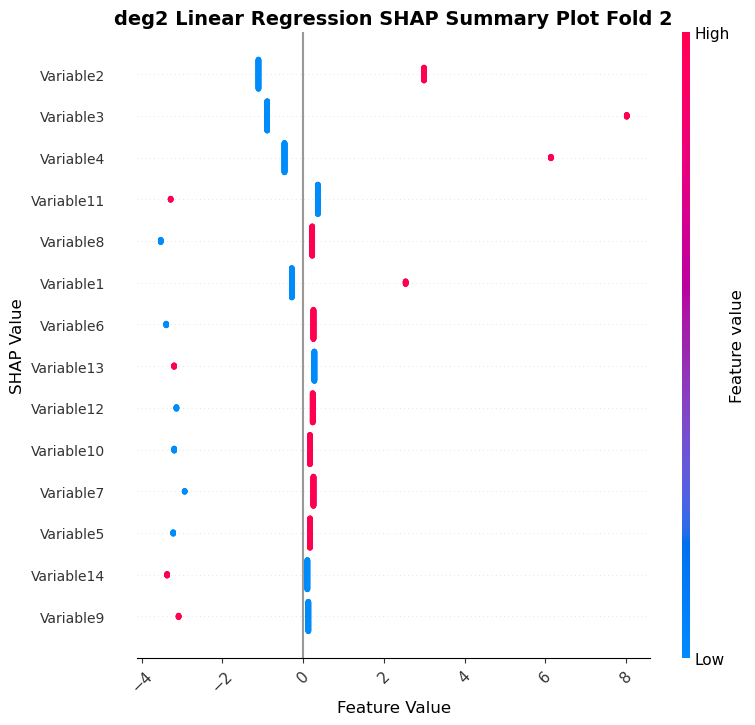 deg2 Linear Regression SHAP Summary Plot Fold 2
High
Variable2
Variable3
Variable4
Variable11
Variable8
Variable1
Variable6
Variable13
Variable12
Variable10
Variable7
Variable5
Variable14
Variable9
SHAP Value
Feature value
Low
−4
−2
0
2
4
6
8
Feature Value